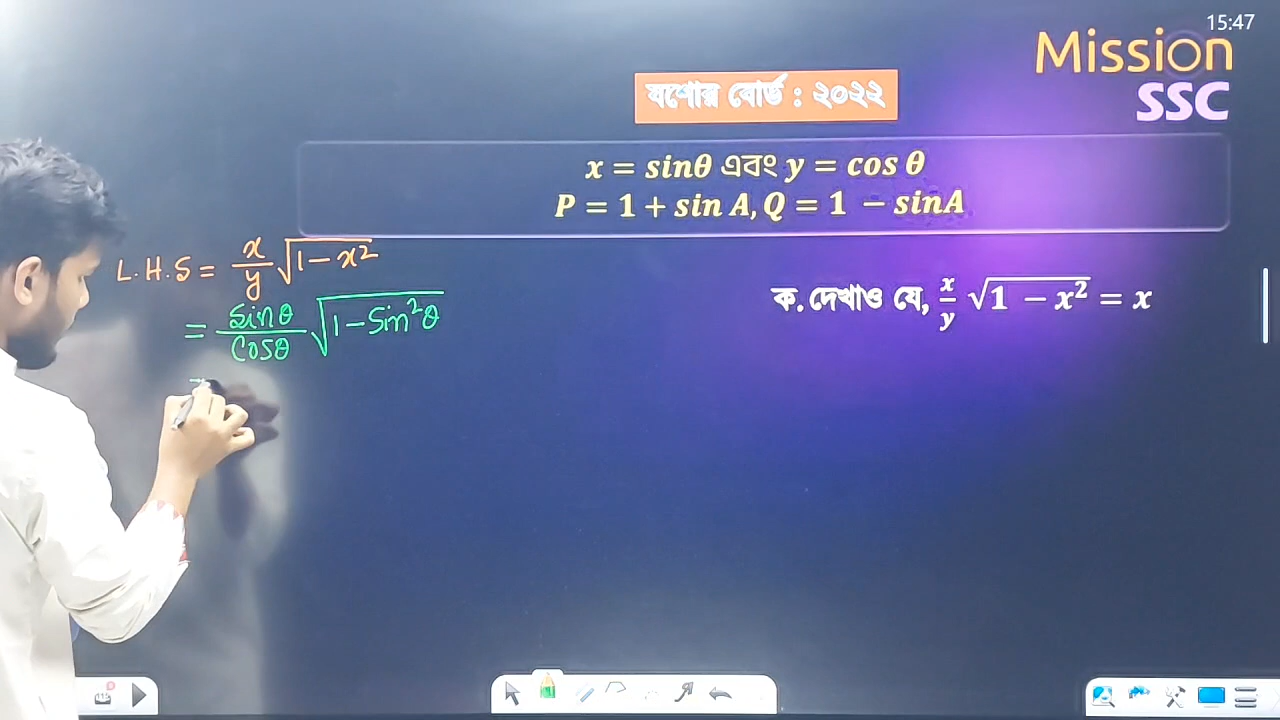 15:47
Mission
SSC
যশোর বোর্ড : ২০২২
x = sinθ এবং y = cos θ
P = 1 + sin A, Q = 1 − sinA
L.H.S = x/y √(1 − x²)
= Sinθ/Cosθ √(1 − Sin²θ)
ক. দেখাও যে, x/y √(1 − x²) = x